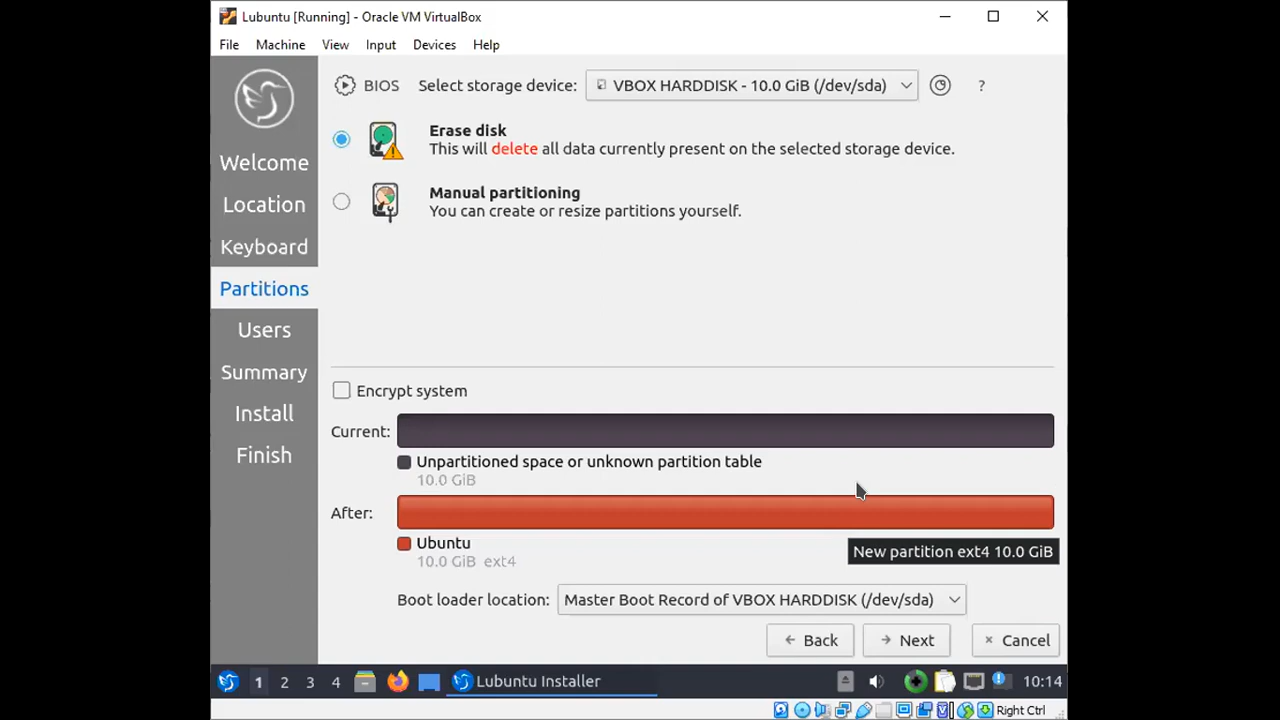 Lubuntu [Running] - Oracle VM VirtualBox
File Machine View Input Devices Help
BIOS Select storage device: VBOX HARDDISK - 10.0 GiB (/dev/sda) ?
Erase disk
This will delete all data currently present on the selected storage device.
Manual partitioning
You can create or resize partitions yourself.
Welcome
Location
Keyboard
Partitions
Users
Summary
Install
Finish
Encrypt system
Current:
Unpartitioned space or unknown partition table
10.0 GiB
After:
Ubuntu
10.0 GiB ext4
New partition ext4 10.0 GiB
Boot loader location: Master Boot Record of VBOX HARDDISK (/dev/sda)
Back Next Cancel
1 2 3 4 Lubuntu Installer 10:14
Right Ctrl